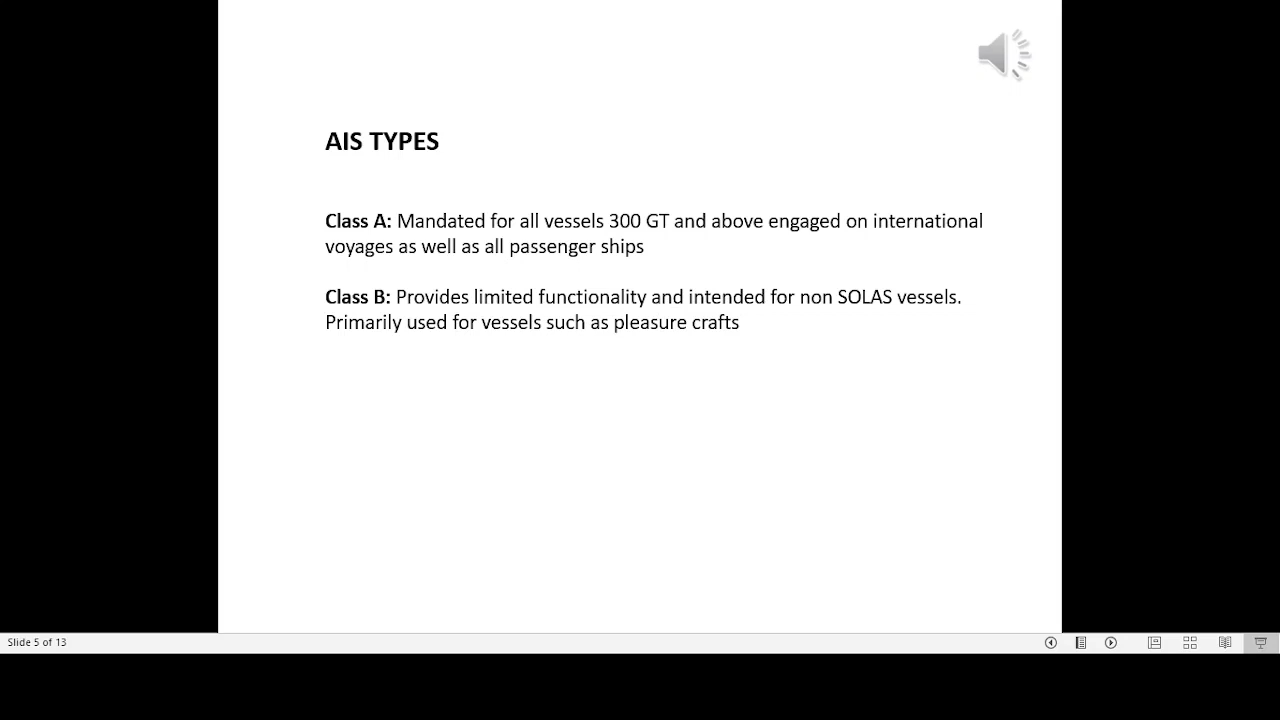 AIS TYPES
Class A: Mandated for all vessels 300 GT and above engaged on international
voyages as well as all passenger ships
Class B: Provides limited functionality and intended for non SOLAS vessels.
Primarily used for vessels such as pleasure crafts
Slide 5 of 13